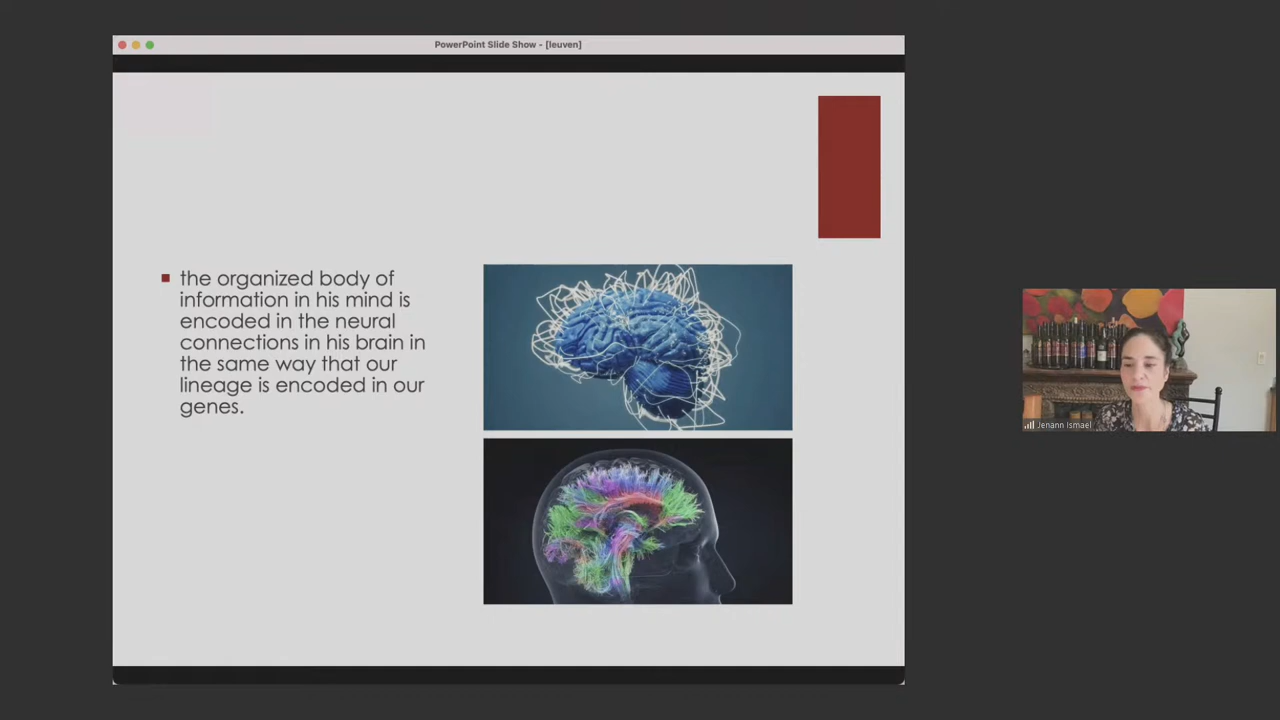 PowerPoint Slide Show - [leuven]
the organized body of
information in his mind is
encoded in the neural
connections in his brain in
the same way that our
lineage is encoded in our
genes.
Jenann Ismael